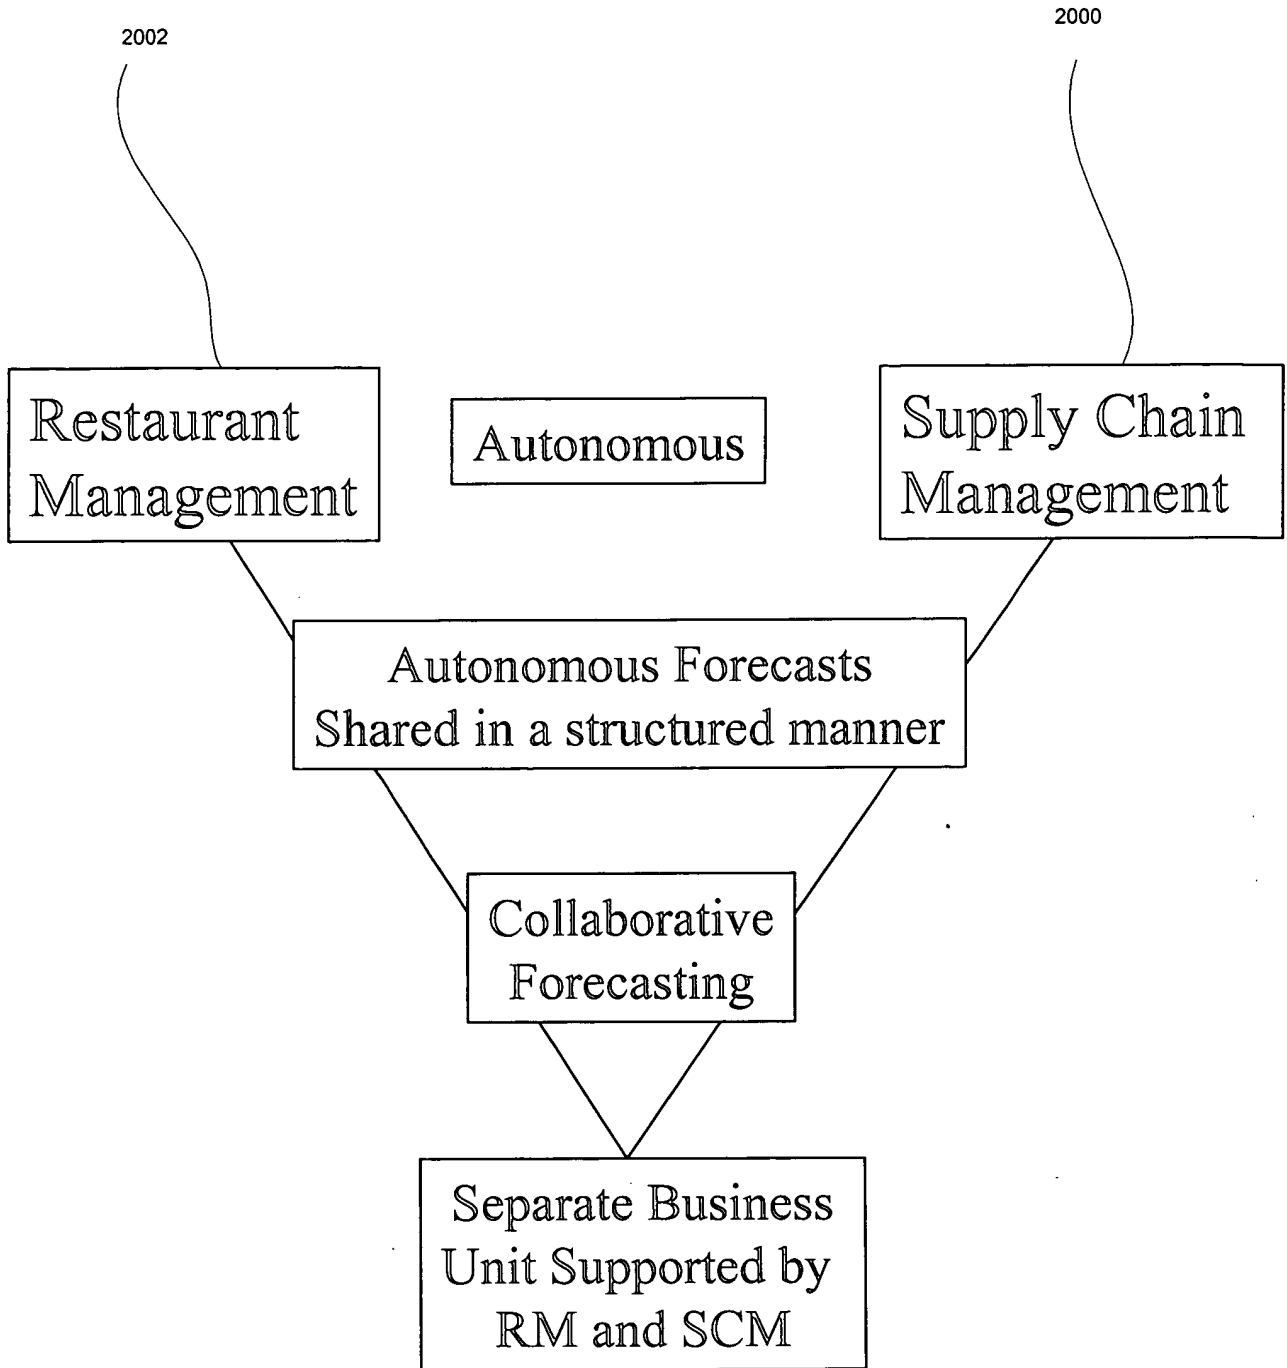 2002
2000
Restaurant
Management
Autonomous
Supply Chain
Management
Autonomous Forecasts
Shared in a structured manner
Collaborative
Forecasting
Separate Business
Unit Supported by
RM and SCM